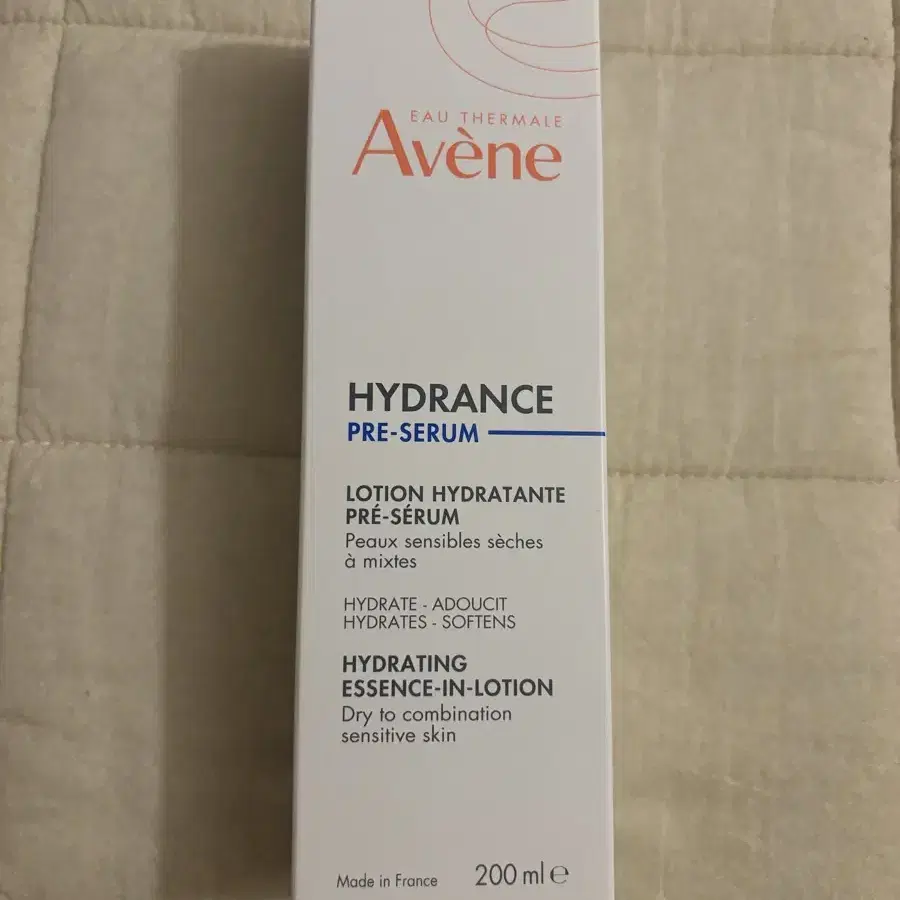 EAU THERMALE
Avène
HYDRANCE
PRE-SERUM
LOTION HYDRATANTE
PRÉ-SÉRUM
Peaux sensibles sèches
à mixtes
HYDRATE - ADOUCIT
HYDRATES - SOFTENS
HYDRATING
ESSENCE-IN-LOTION
Dry to combination
sensitive skin
Made in France 200 ml ℮